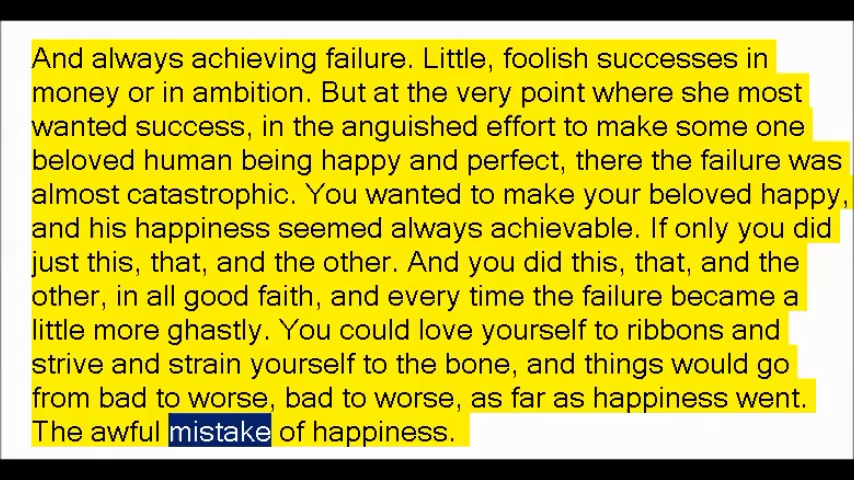 And always achieving failure. Little, foolish successes in
money or in ambition. But at the very point where she most
wanted success, in the anguished effort to make some one
beloved human being happy and perfect, there the failure was
almost catastrophic. You wanted to make your beloved happy,
and his happiness seemed always achievable. If only you did
just this, that, and the other. And you did this, that, and the
other, in all good faith, and every time the failure became a
little more ghastly. You could love yourself to ribbons and
strive and strain yourself to the bone, and things would go
from bad to worse, bad to worse, as far as happiness went.
The awful mistake of happiness.